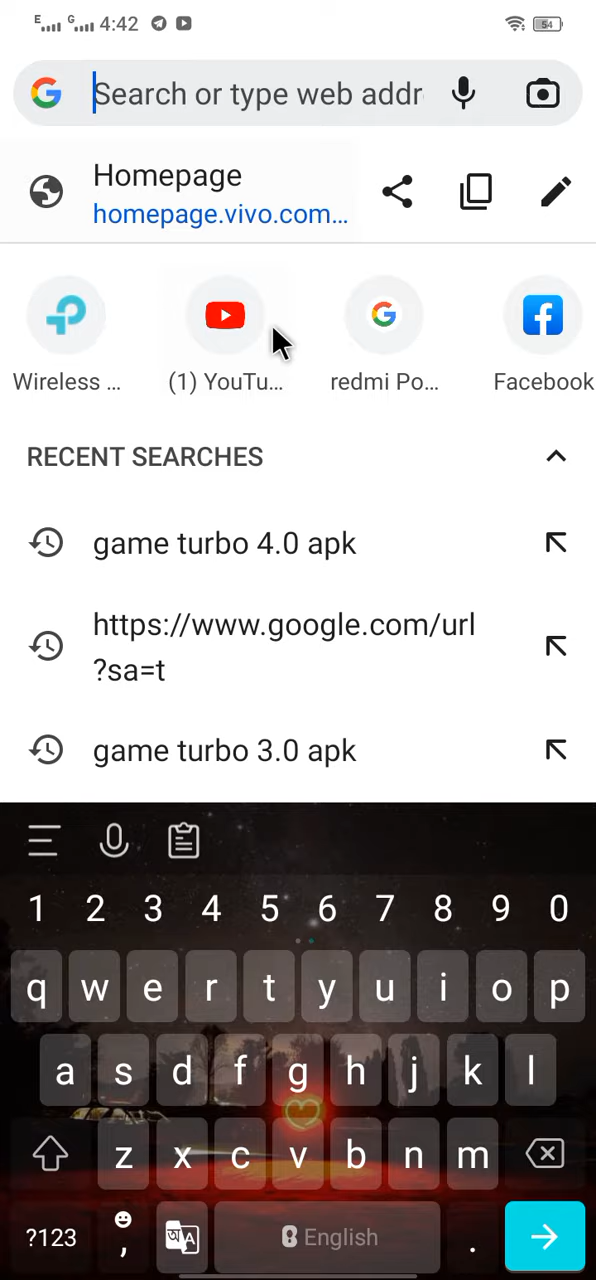 E G 4:42 54
Search or type web addr
Homepage
homepage.vivo.com...
Wireless ... (1) YouTu... redmi Po... Facebook
RECENT SEARCHES
game turbo 4.0 apk
https://www.google.com/url
?sa=t
game turbo 3.0 apk
1 2 3 4 5 6 7 8 9 0
q w e r t y u i o p
a s d f g h j k l
z x c v b n m
?123 , অ A English .